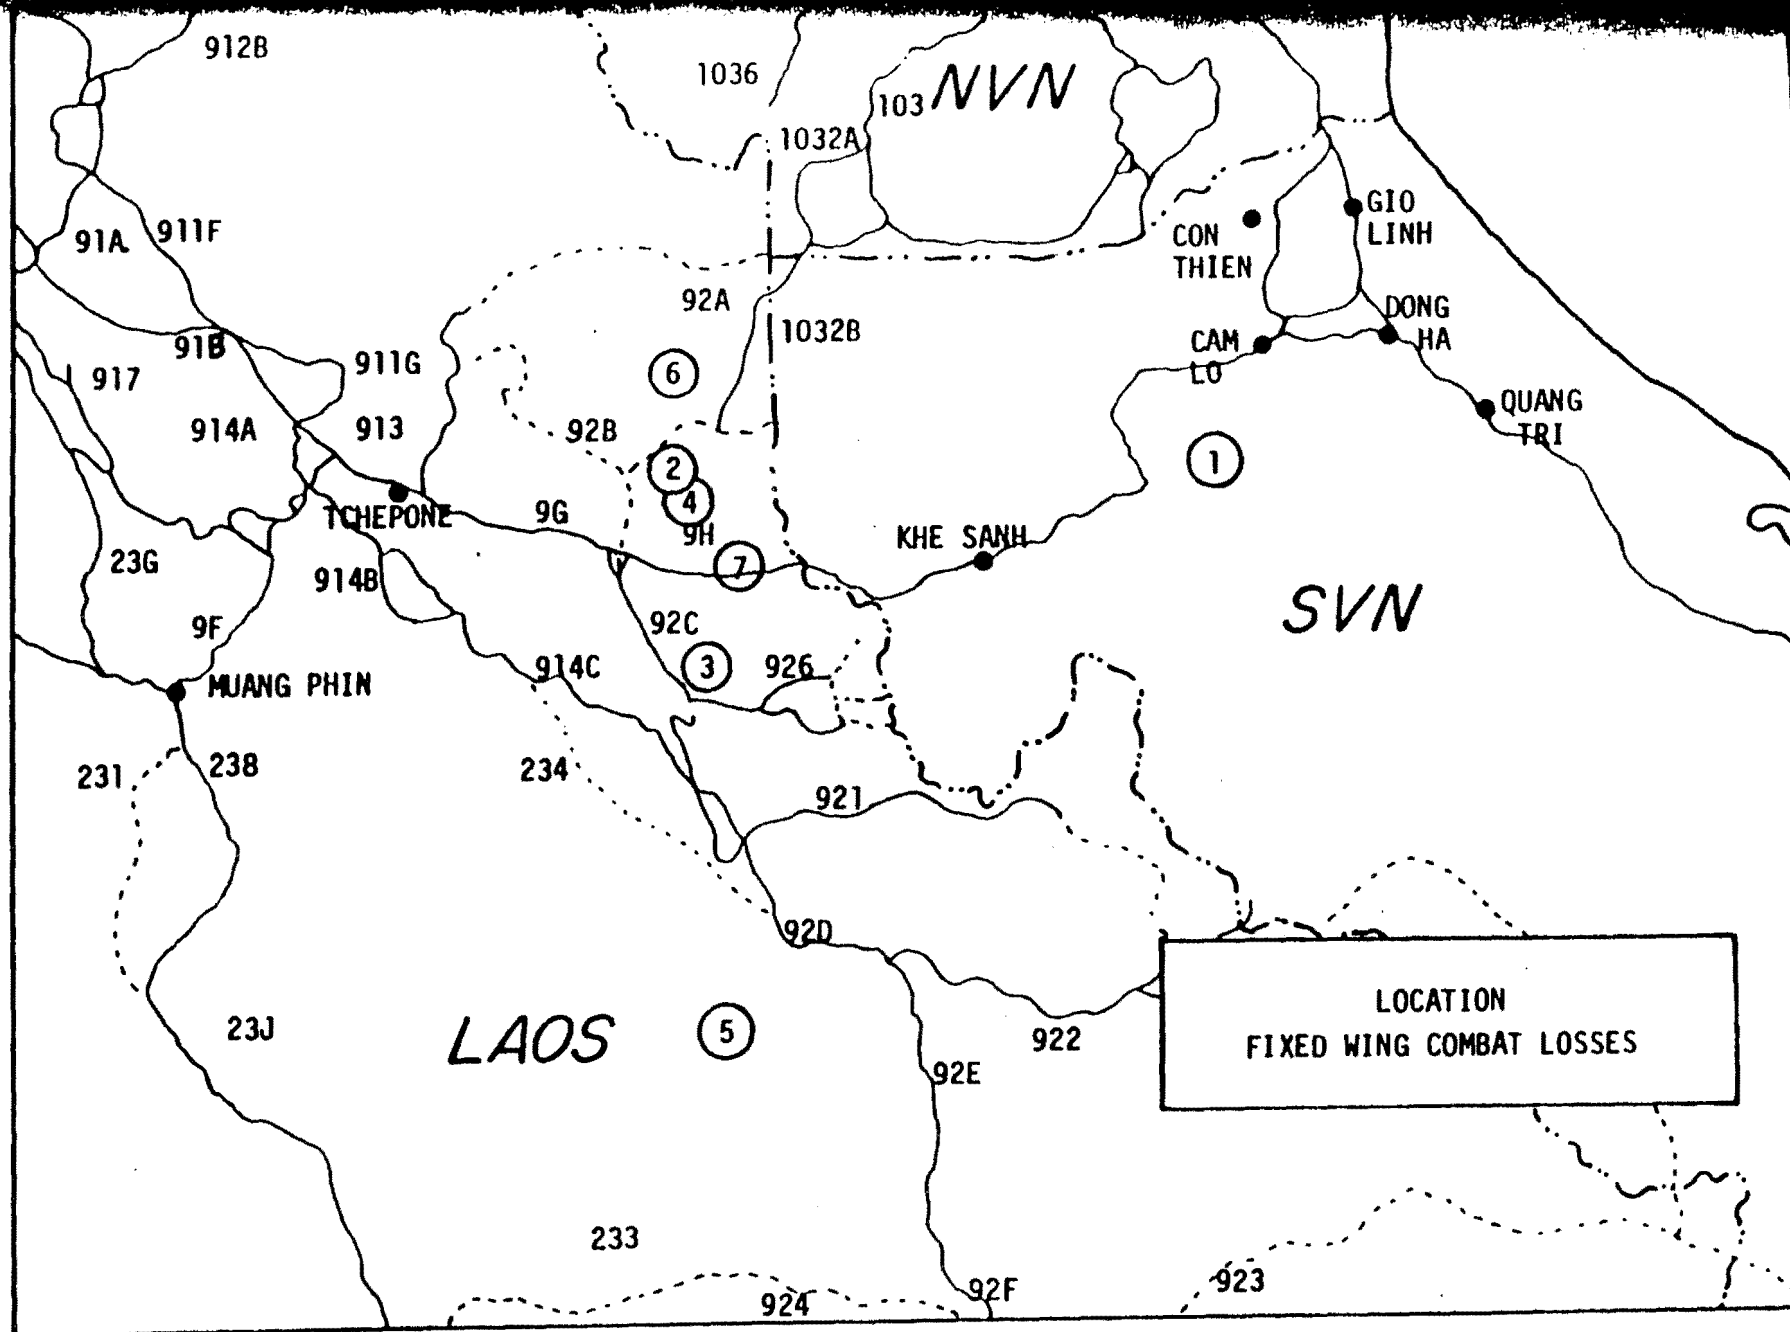 912B
1036
103
NVN
1032A
91A
911F
GIO
LINH
CON
THIEN
92A
1032B
DONG
HA
91B
917
911G
6
CAM
LO
914A
913
92B
QUANG
TRI
2
1
4
TCHEPONE
9G
9H
KHE SANH
7
23G
914B
9F
92C
SVN
914C
3
926
MUANG PHIN
231
23B
234
921
92D
LOCATION
FIXED WING COMBAT LOSSES
23J
LAOS
5
922
92E
233
92F
923
924